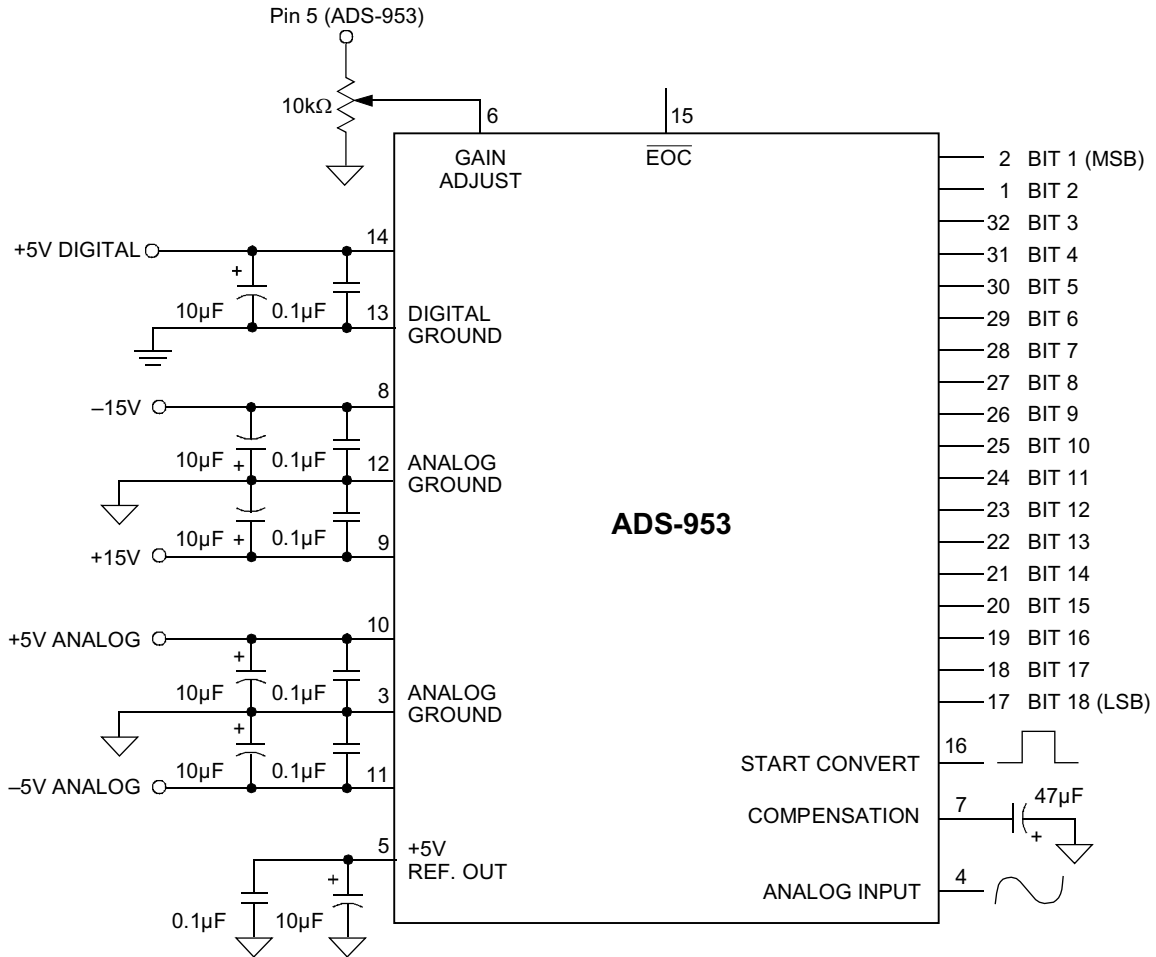 Pin 5 (ADS-953)
10kΩ
6
15
GAIN
ADJUST
EOC
2 BIT 1 (MSB)
1 BIT 2
32 BIT 3
31 BIT 4
30 BIT 5
29 BIT 6
28 BIT 7
27 BIT 8
26 BIT 9
25 BIT 10
24 BIT 11
23 BIT 12
22 BIT 13
21 BIT 14
20 BIT 15
19 BIT 16
18 BIT 17
17 BIT 18 (LSB)
+5V DIGITAL
14
+
10µF
0.1µF
13
DIGITAL
GROUND
–15V
8
10µF
+
0.1µF
12
ANALOG
GROUND
10µF
+
0.1µF
+15V
9
ADS-953
+5V ANALOG
10
+
10µF
0.1µF
3
ANALOG
GROUND
+
10µF
0.1µF
–5V ANALOG
11
5
+5V
REF. OUT
+
0.1µF
10µF
START CONVERT
16
COMPENSATION
7
47µF
+
ANALOG INPUT
4